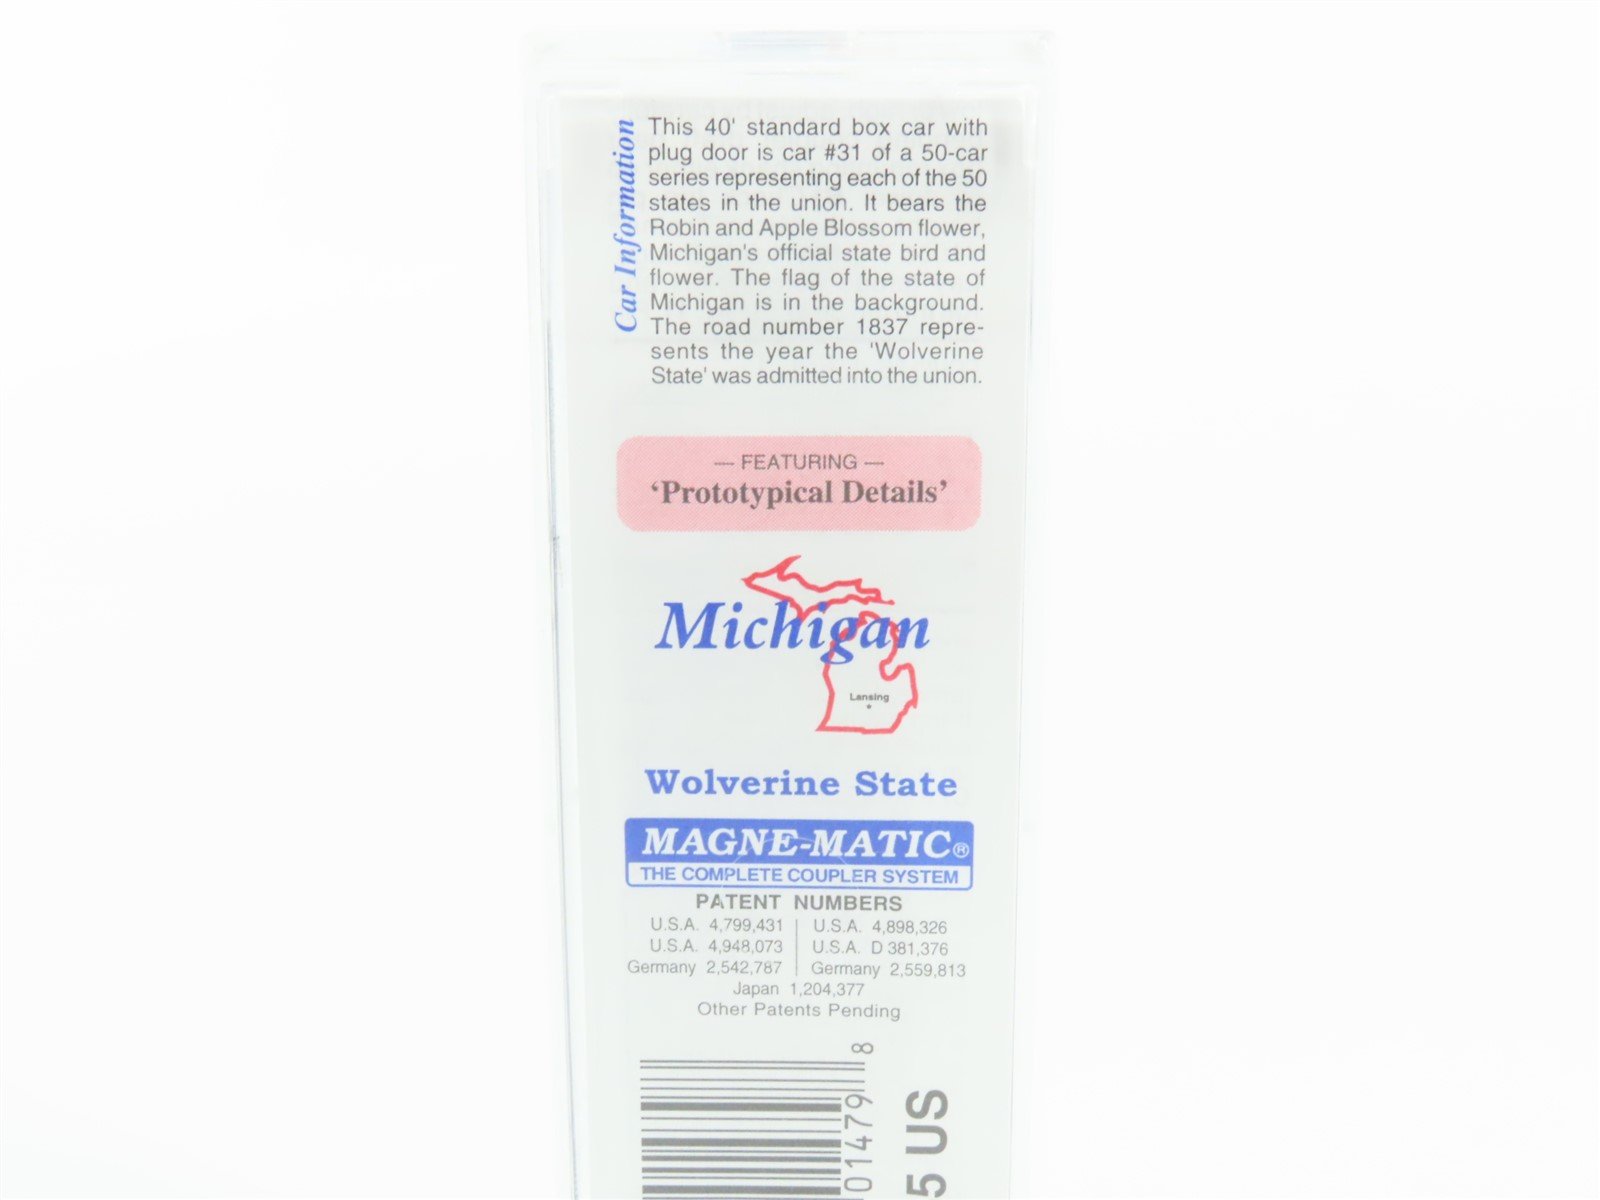 Car Information
This 40' standard box car with
plug door is car #31 of a 50-car
series representing each of the 50
states in the union. It bears the
Robin and Apple Blossom flower,
Michigan's official state bird and
flower. The flag of the state of
Michigan is in the background.
The road number 1837 repre-
sents the year the 'Wolverine
State' was admitted into the union.
— FEATURING —
‘Prototypical Details’
Michigan
Lansing
Wolverine State
MAGNE-MATIC®
THE COMPLETE COUPLER SYSTEM
PATENT NUMBERS
U.S.A. 4,799,431 | U.S.A. 4,898,326
U.S.A. 4,948,073 | U.S.A. D 381,376
Germany 2,542,787 | Germany 2,559,813
Japan 1,204,377
Other Patents Pending
01479 8
5 US